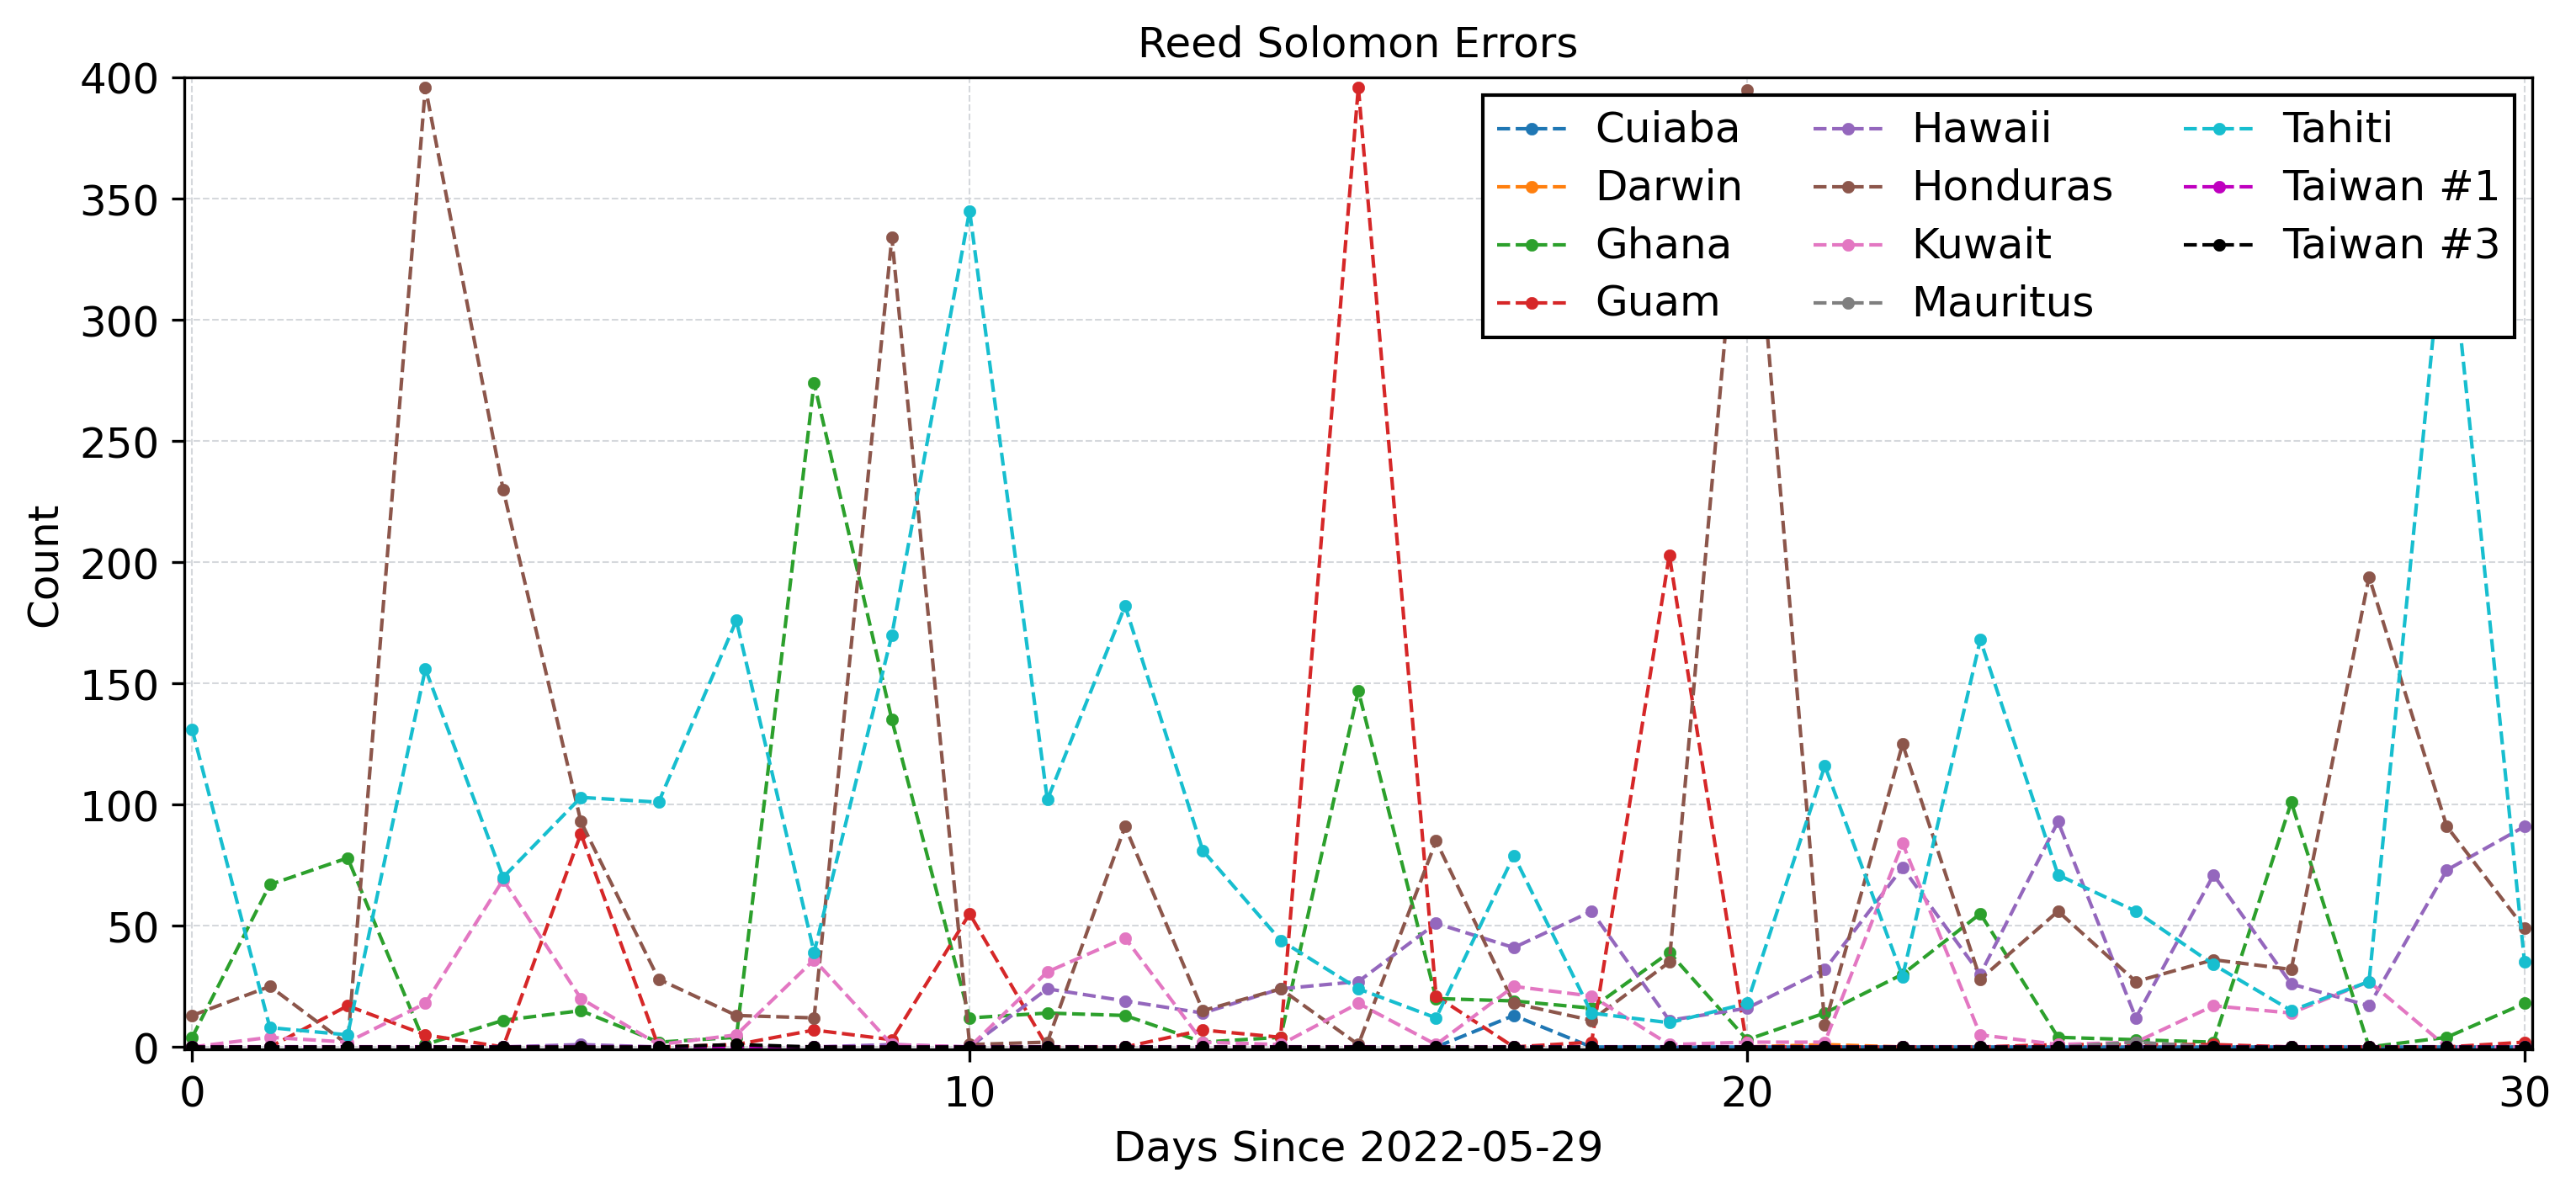 Reed Solomon Errors
400
350
300
250
200
150
100
50
0
Count
Cuiaba
Darwin
Ghana
Guam
Hawaii
Honduras
Kuwait
Mauritus
Tahiti
Taiwan #1
Taiwan #3
0 10 20 30
Days Since 2022-05-29